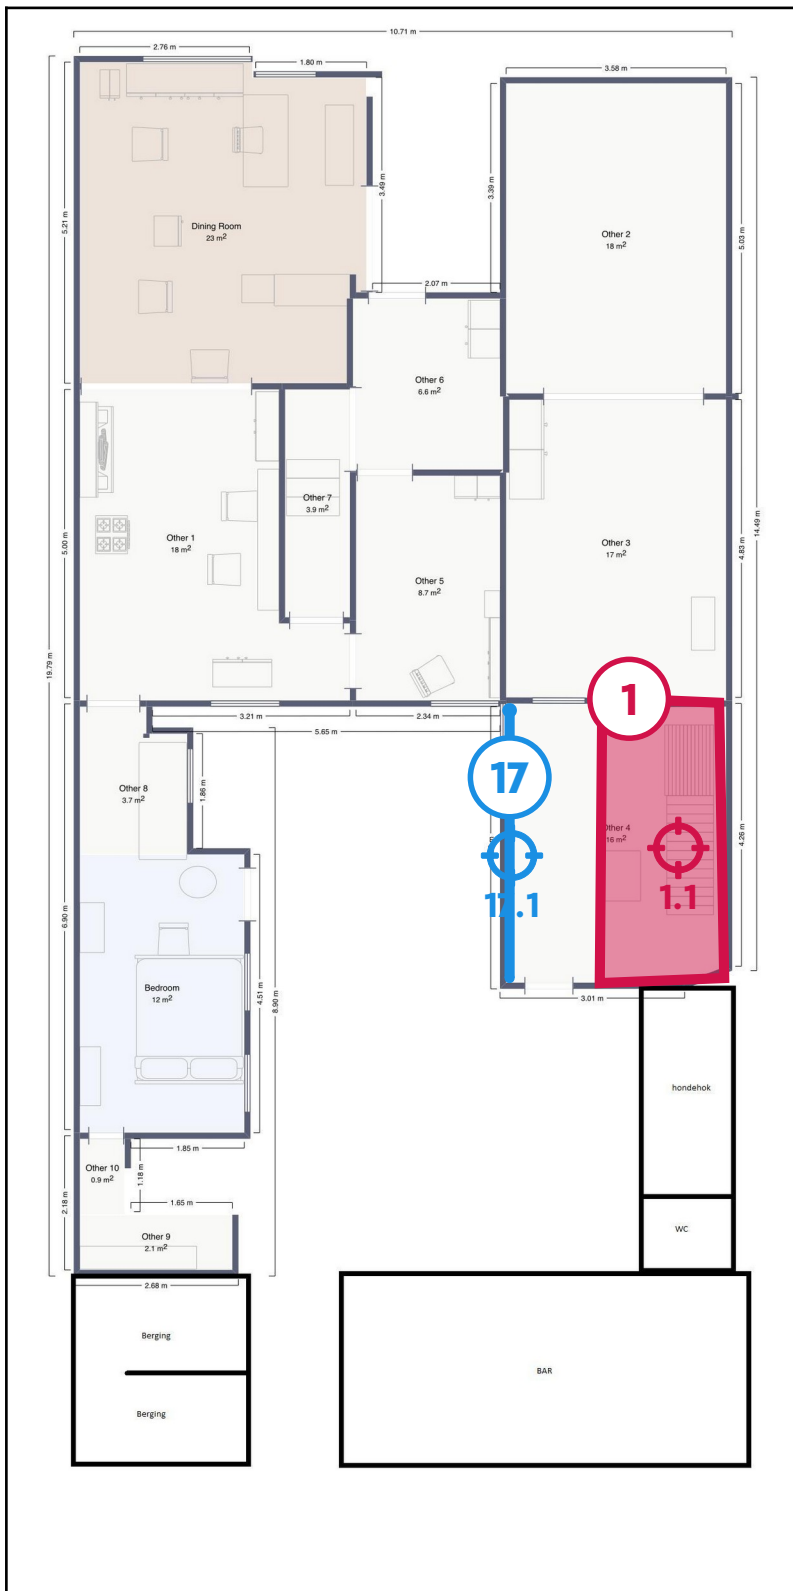 10.71 m
2.76 m
1.80 m
3.58 m
5.21 m
3.49 m
3.39 m
5.03 m
Dining Room
23 m²
Other 2
18 m²
2.07 m
Other 6
6.6 m²
Other 7
3.9 m²
Other 1
18 m²
5.00 m
Other 5
8.7 m²
Other 3
17 m²
4.83 m
14.49 m
19.79 m
3.21 m
2.34 m
5.65 m
1
17
Other 8
3.7 m²
1.86 m
Other 4
16 m²
4.26 m
17.1
1.1
6.90 m
Bedroom
12 m²
4.51 m
8.90 m
3.01 m
hondehok
1.85 m
Other 10
0.9 m²
1.18 m
2.18 m
1.65 m
Other 9
2.1 m²
WC
2.68 m
Berging
Berging
BAR